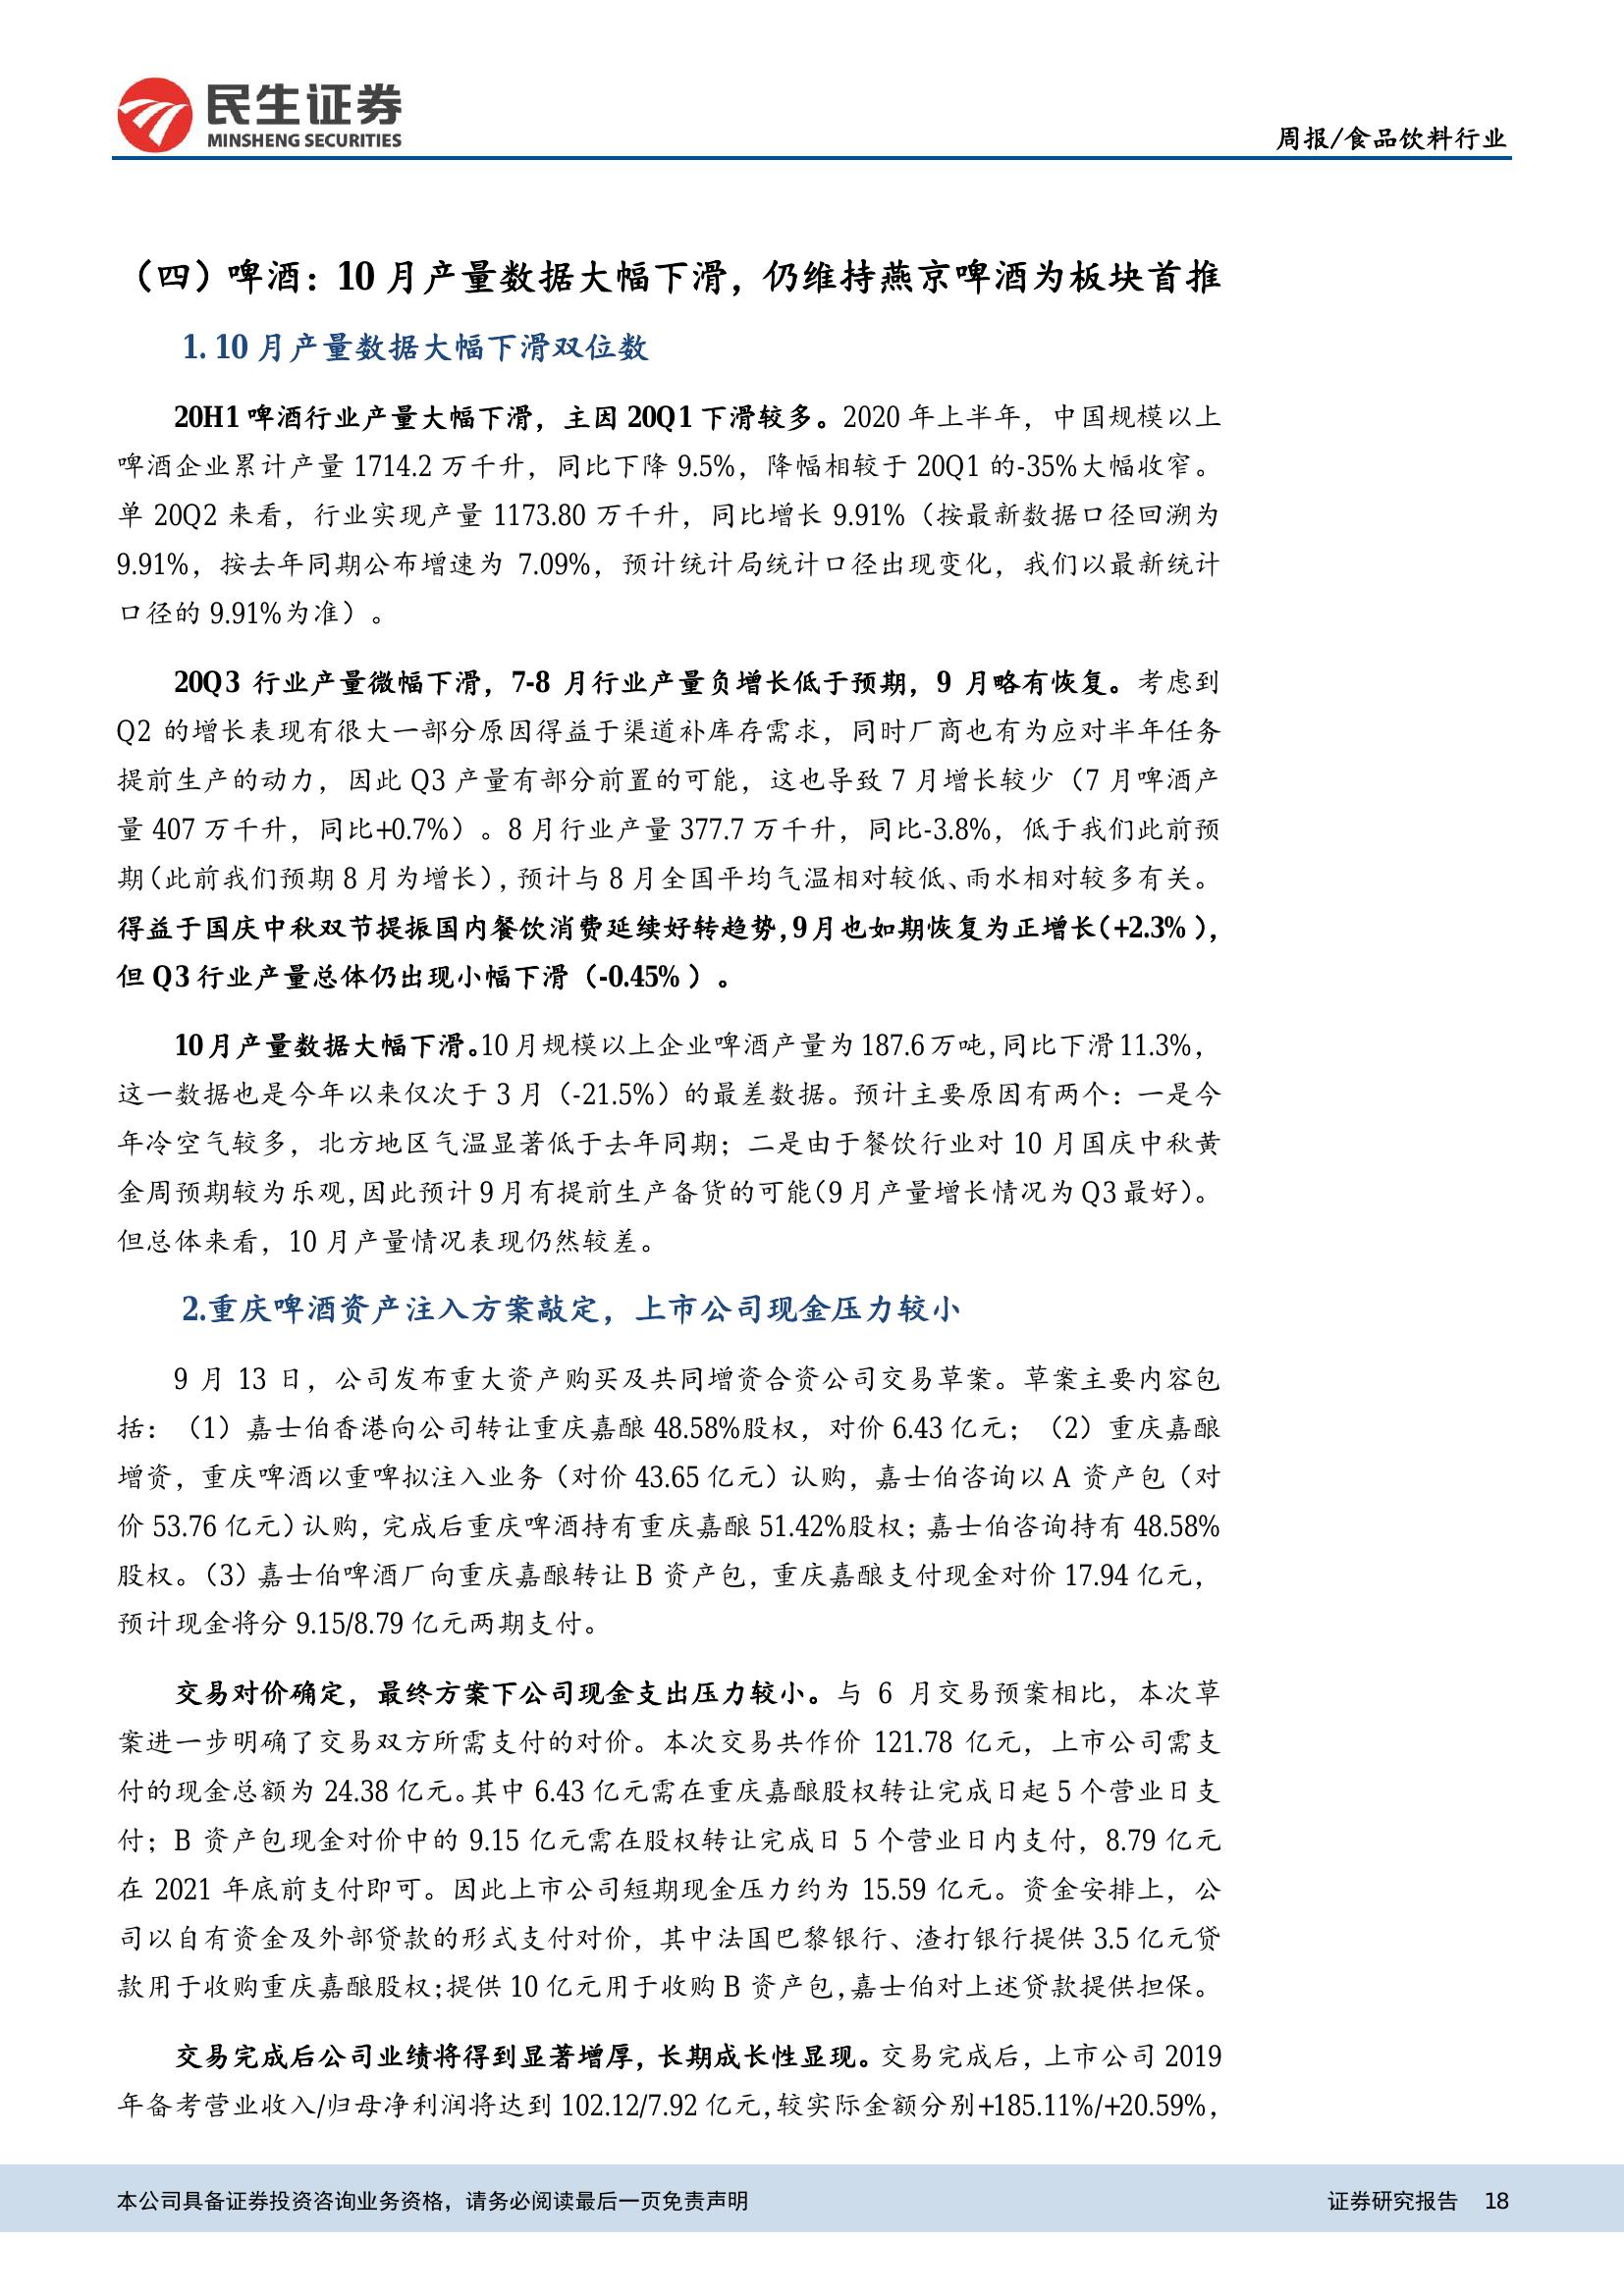 民生证券
MINSHENG SECURITIES
周报/食品饮料行业
（四）啤酒：10 月产量数据大幅下滑，仍维持燕京啤酒为板块首推
1. 10 月产量数据大幅下滑双位数
20H1 啤酒行业产量大幅下滑，主因 20Q1 下滑较多。2020 年上半年，中国规模以上
啤酒企业累计产量 1714.2 万千升，同比下降 9.5%，降幅相较于 20Q1 的-35%大幅收窄。
单 20Q2 来看，行业实现产量 1173.80 万千升，同比增长 9.91%（按最新数据口径回溯为
9.91%，按去年同期公布增速为 7.09%，预计统计局统计口径出现变化，我们以最新统计
口径的 9.91%为准）。
20Q3 行业产量微幅下滑，7-8 月行业产量负增长低于预期，9 月略有恢复。考虑到
Q2 的增长表现有很大一部分原因得益于渠道补库存需求，同时厂商也有为应对半年任务
提前生产的动力，因此 Q3 产量有部分前置的可能，这也导致 7 月增长较少（7 月啤酒产
量 407 万千升，同比+0.7%）。8 月行业产量 377.7 万千升，同比-3.8%，低于我们此前预
期（此前我们预期 8 月为增长），预计与 8 月全国平均气温相对较低、雨水相对较多有关。
得益于国庆中秋双节提振国内餐饮消费延续好转趋势，9 月也如期恢复为正增长（+2.3%），
但 Q3 行业产量总体仍出现小幅下滑（-0.45%）。
10 月产量数据大幅下滑。10 月规模以上企业啤酒产量为 187.6 万吨，同比下滑 11.3%，
这一数据也是今年以来仅次于 3 月（-21.5%）的最差数据。预计主要原因有两个：一是今
年冷空气较多，北方地区气温显著低于去年同期；二是由于餐饮行业对 10 月国庆中秋黄
金周预期较为乐观，因此预计 9 月有提前生产备货的可能（9 月产量增长情况为 Q3 最好）。
但总体来看，10 月产量情况表现仍然较差。
2.重庆啤酒资产注入方案敲定，上市公司现金压力较小
9 月 13 日，公司发布重大资产购买及共同增资合资公司交易草案。草案主要内容包
括：（1）嘉士伯香港向公司转让重庆嘉酿 48.58%股权，对价 6.43 亿元；（2）重庆嘉酿
增资，重庆啤酒以重啤拟注入业务（对价 43.65 亿元）认购，嘉士伯咨询以 A 资产包（对
价 53.76 亿元）认购，完成后重庆啤酒持有重庆嘉酿 51.42%股权；嘉士伯咨询持有 48.58%
股权。（3）嘉士伯啤酒厂向重庆嘉酿转让 B 资产包，重庆嘉酿支付现金对价 17.94 亿元，
预计现金将分 9.15/8.79 亿元两期支付。
交易对价确定，最终方案下公司现金支出压力较小。与 6 月交易预案相比，本次草
案进一步明确了交易双方所需支付的对价。本次交易共作价 121.78 亿元，上市公司需支
付的现金总额为 24.38 亿元。其中 6.43 亿元需在重庆嘉酿股权转让完成日起 5 个营业日支
付；B 资产包现金对价中的 9.15 亿元需在股权转让完成日 5 个营业日内支付，8.79 亿元
在 2021 年底前支付即可。因此上市公司短期现金压力约为 15.59 亿元。资金安排上，公
司以自有资金及外部贷款的形式支付对价，其中法国巴黎银行、渣打银行提供 3.5 亿元贷
款用于收购重庆嘉酿股权；提供 10 亿元用于收购 B 资产包，嘉士伯对上述贷款提供担保。
交易完成后公司业绩将得到显著增厚，长期成长性显现。交易完成后，上市公司 2019
年备考营业收入/归母净利润将达到 102.12/7.92 亿元，较实际金额分别+185.11%/+20.59%，
本公司具备证券投资咨询业务资格，请务必阅读最后一页免责声明
证券研究报告 18